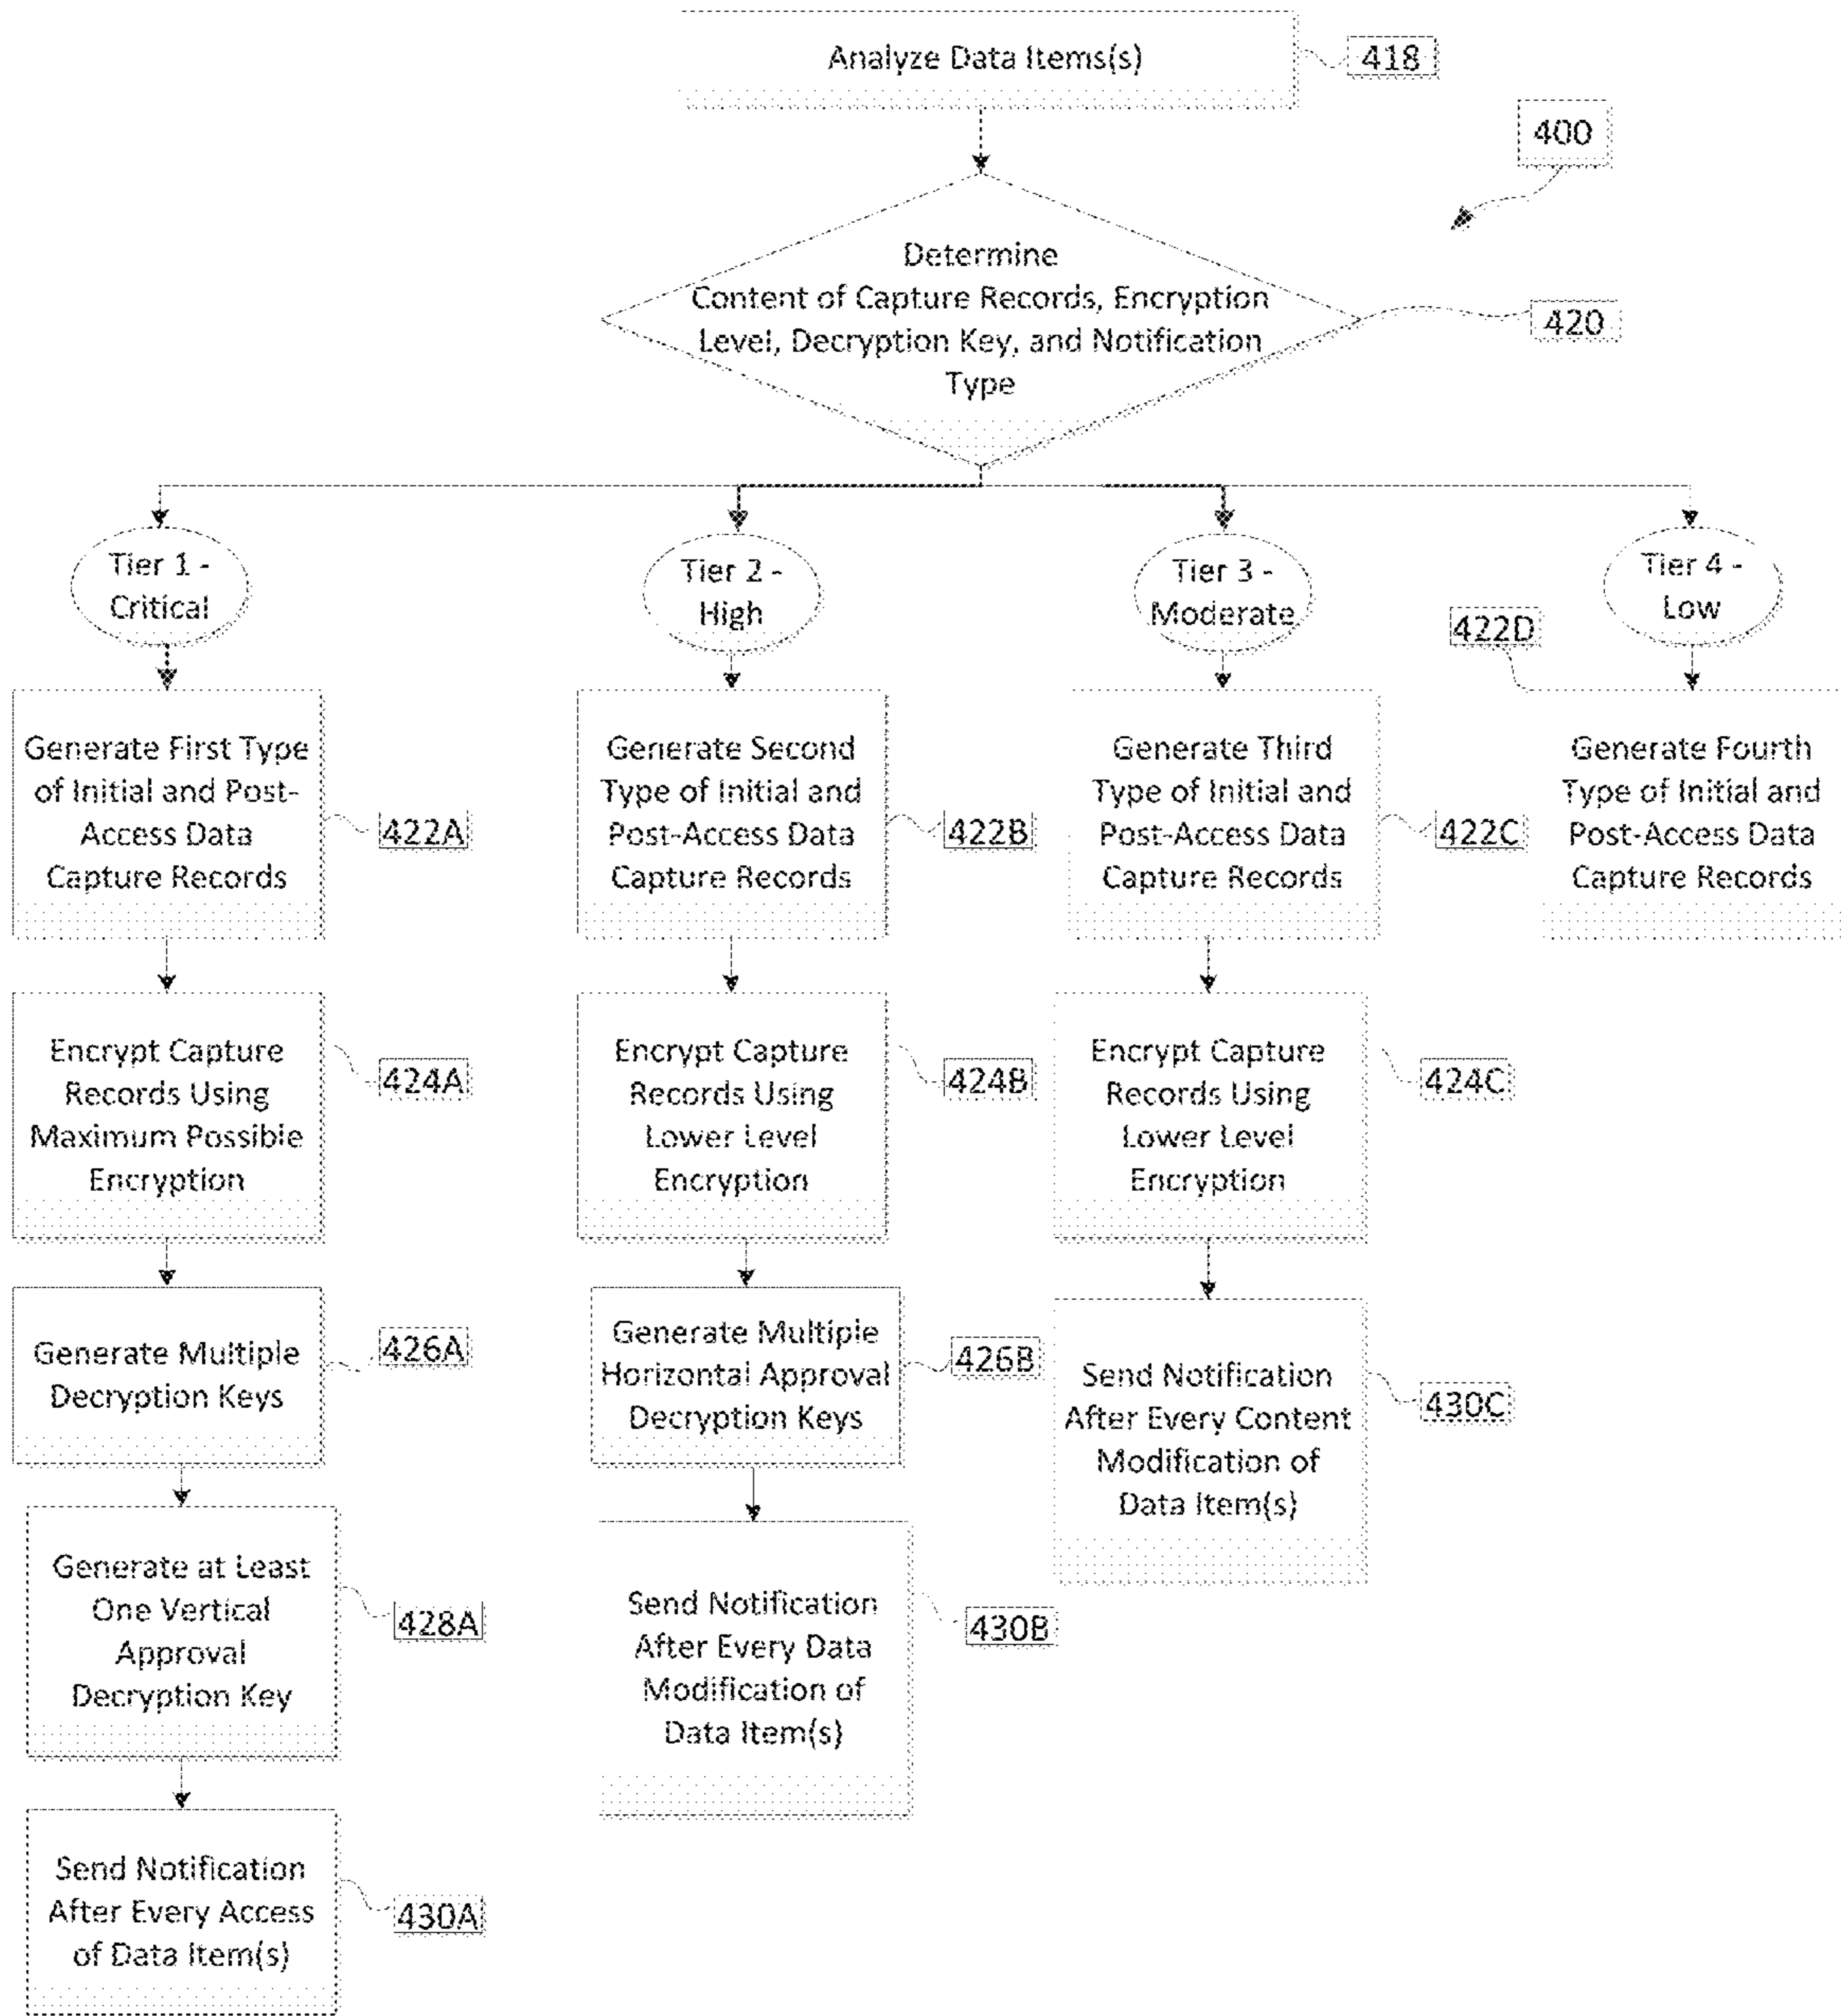 Analyze Data Items(s)
418
400
Determine
Content of Capture Records, Encryption
Level, Decryption Key, and Notification
Type
420
Tier 1 -
Critical
Tier 2 -
High
Tier 3 -
Moderate
Tier 4 -
Low
422D
Generate First Type
of Initial and Post-
Access Data
Capture Records
422A
Generate Second
Type of Initial and
Post-Access Data
Capture Records
422B
Generate Third
Type of Initial and
Post-Access Data
Capture Records
422C
Generate Fourth
Type of Initial and
Post-Access Data
Capture Records
Encrypt Capture
Records Using
Maximum Possible
Encryption
424A
Encrypt Capture
Records Using
Lower Level
Encryption
424B
Encrypt Capture
Records Using
Lower Level
Encryption
424C
Generate Multiple
Decryption Keys
426A
Generate Multiple
Horizontal Approval
Decryption Keys
426B
Send Notification
After Every Content
Modification of
Data Item(s)
430C
Generate at Least
One Vertical
Approval
Decryption Key
428A
Send Notification
After Every Data
Modification of
Data Item(s)
430B
Send Notification
After Every Access
of Data Item(s)
430A